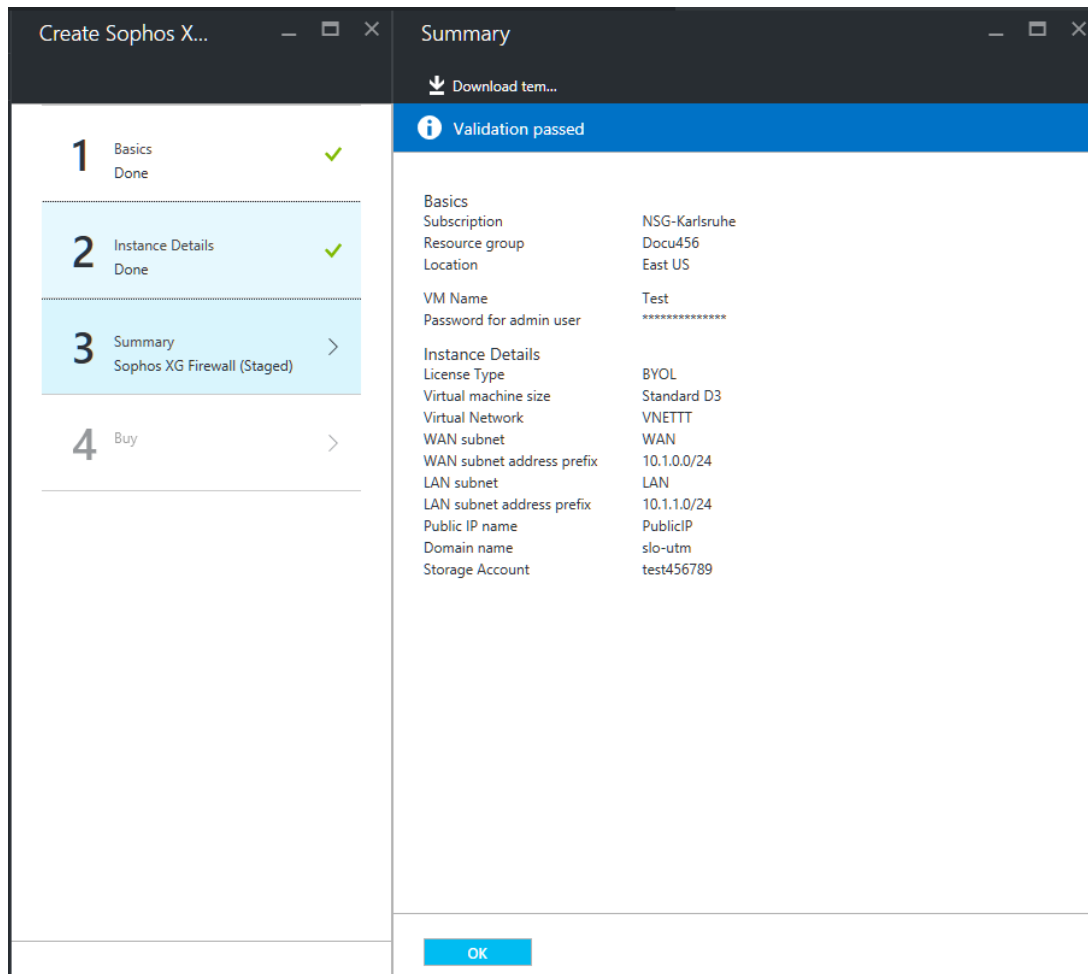 Create Sophos X...
1
Basics
Done
2
Instance Details
Done
3
Summary
Sophos XG Firewall (Staged)
4
Buy
Summary
Download tem...
Validation passed
Basics
Subscription NSG-Karlsruhe
Resource group Docu456
Location East US
VM Name Test
Password for admin user **************
Instance Details
License Type BYOL
Virtual machine size Standard D3
Virtual Network VNETTT
WAN subnet WAN
WAN subnet address prefix 10.1.0.0/24
LAN subnet LAN
LAN subnet address prefix 10.1.1.0/24
Public IP name PublicIP
Domain name slo-utm
Storage Account test456789
OK